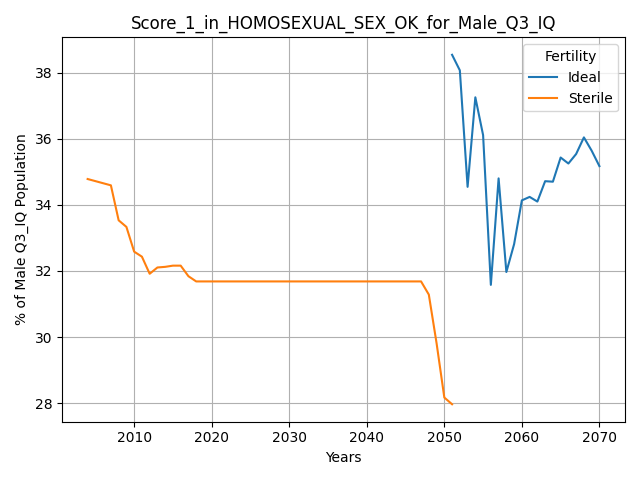 Score_1_in_HOMOSEXUAL_SEX_OK_for_Male_Q3_IQ
Fertility
Ideal
Sterile
% of Male Q3_IQ Population
38
36
34
32
30
28
2010
2020
2030
2040
2050
2060
2070
Years